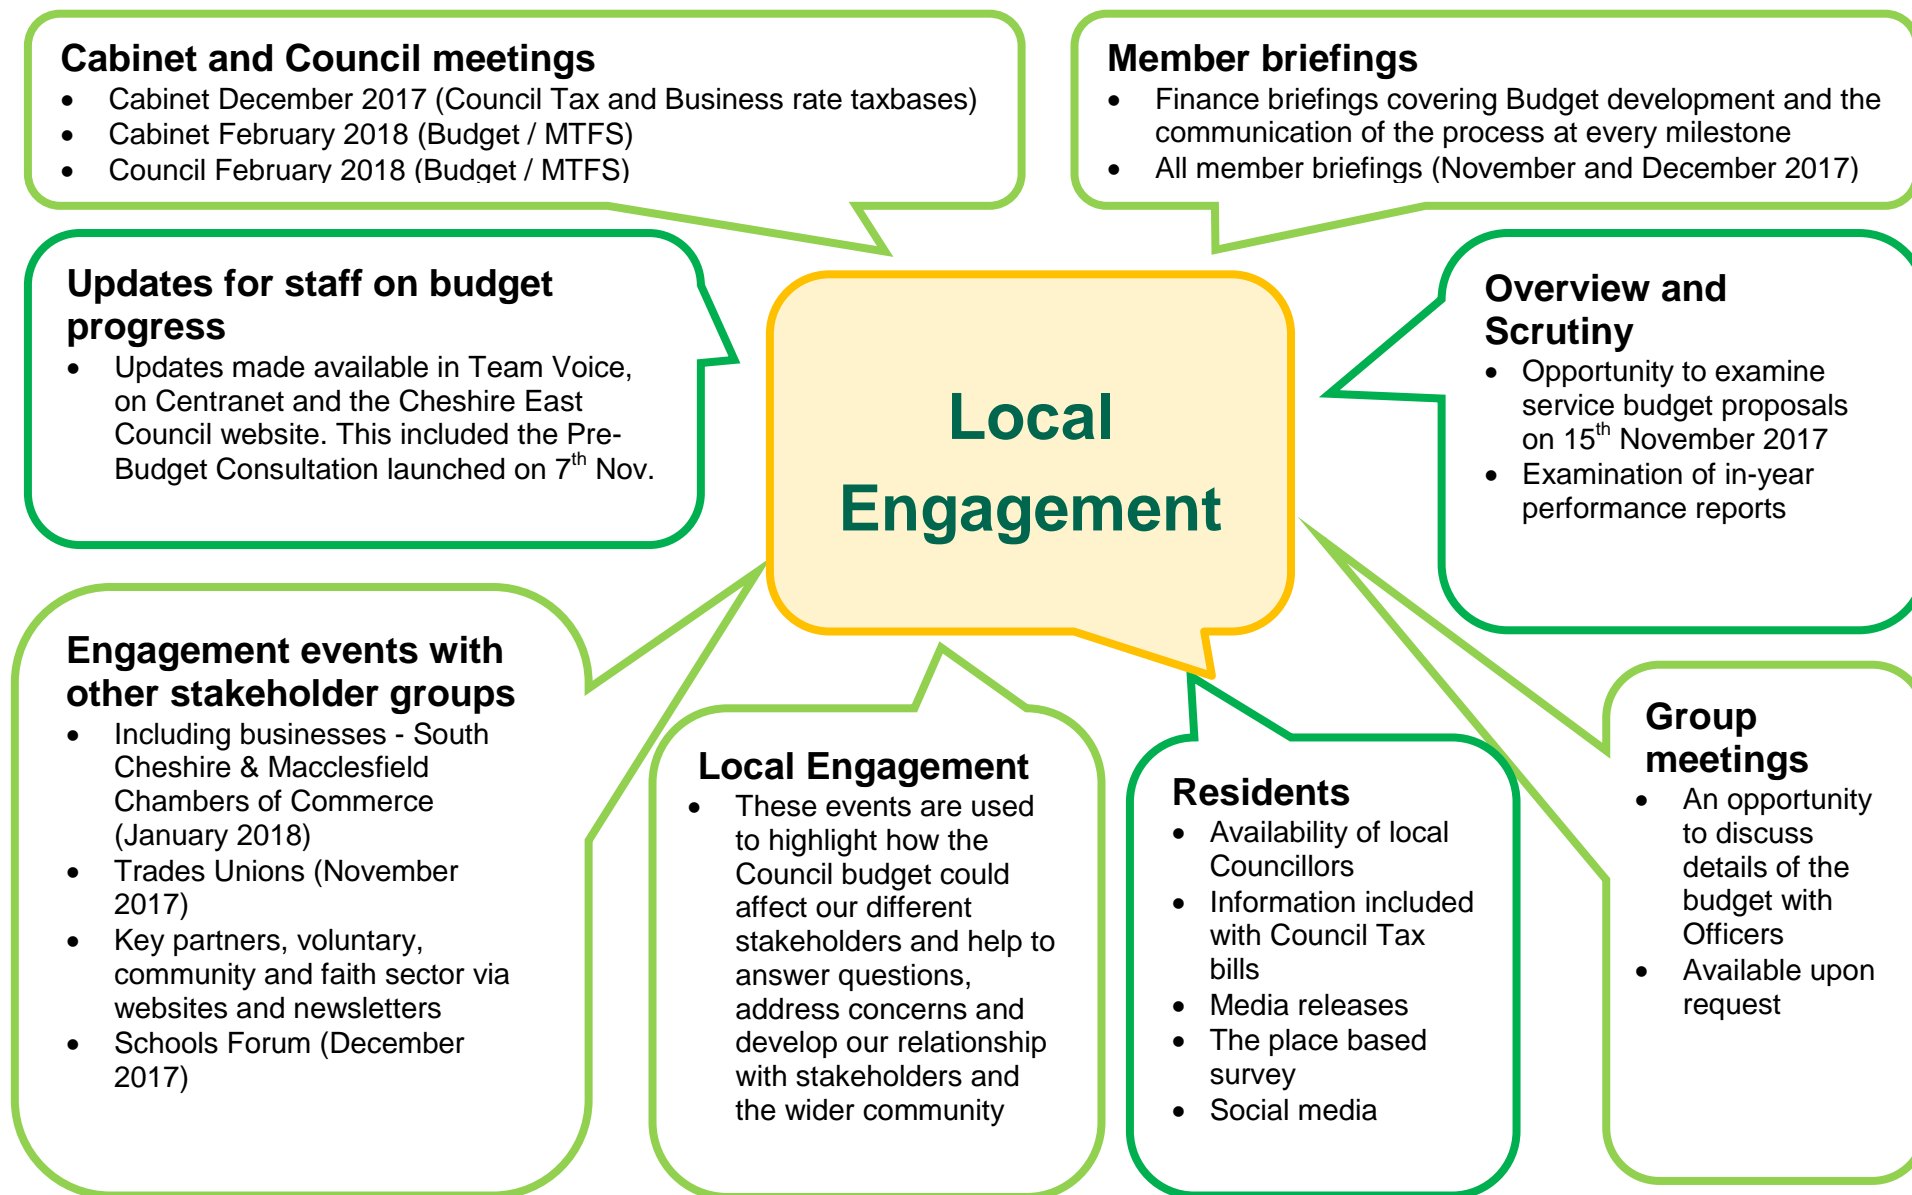 Cabinet and Council meetings
• Cabinet December 2017 (Council Tax and Business rate taxbases)
• Cabinet February 2018 (Budget / MTFS)
• Council February 2018 (Budget / MTFS)
Member briefings
• Finance briefings covering Budget development and the
communication of the process at every milestone
• All member briefings (November and December 2017)
Updates for staff on budget
progress
• Updates made available in Team Voice,
on Centranet and the Cheshire East
Council website. This included the Pre-
Budget Consultation launched on 7th Nov.
Local
Engagement
Overview and
Scrutiny
• Opportunity to examine
service budget proposals
on 15th November 2017
• Examination of in-year
performance reports
Engagement events with
other stakeholder groups
• Including businesses - South
Cheshire & Macclesfield
Chambers of Commerce
(January 2018)
• Trades Unions (November
2017)
• Key partners, voluntary,
community and faith sector via
websites and newsletters
• Schools Forum (December
2017)
Local Engagement
• These events are used
to highlight how the
Council budget could
affect our different
stakeholders and help to
answer questions,
address concerns and
develop our relationship
with stakeholders and
the wider community
Residents
• Availability of local
Councillors
• Information included
with Council Tax
bills
• Media releases
• The place based
survey
• Social media
Group
meetings
• An opportunity
to discuss
details of the
budget with
Officers
• Available upon
request